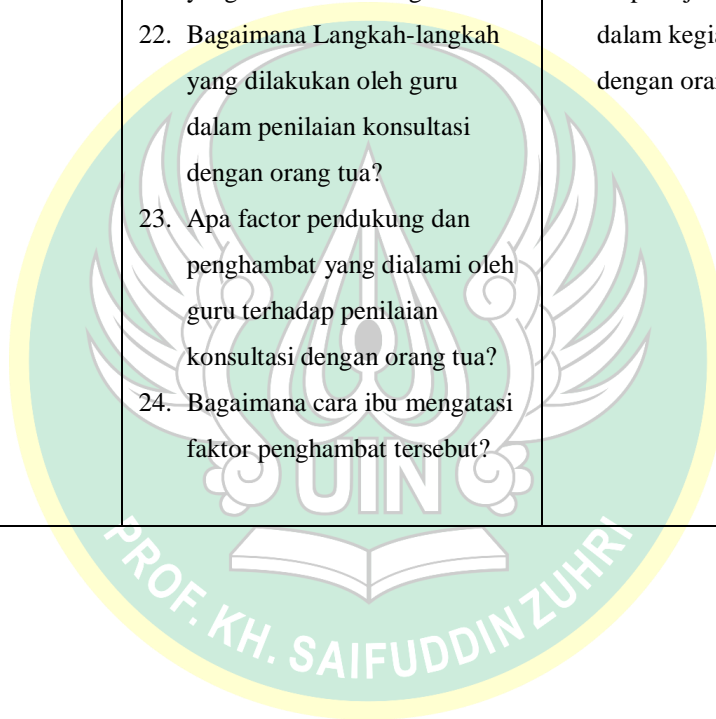 22. Bagaimana Langkah-langkah
yang dilakukan oleh guru
dalam penilaian konsultasi
dengan orang tua?
23. Apa factor pendukung dan
penghambat yang dialami oleh
guru terhadap penilaian
konsultasi dengan orang tua?
24. Bagaimana cara ibu mengatasi
faktor penghambat tersebut?
dalam
dengan
UIN
PROF. KH. SAIFUDDIN ZUHRI